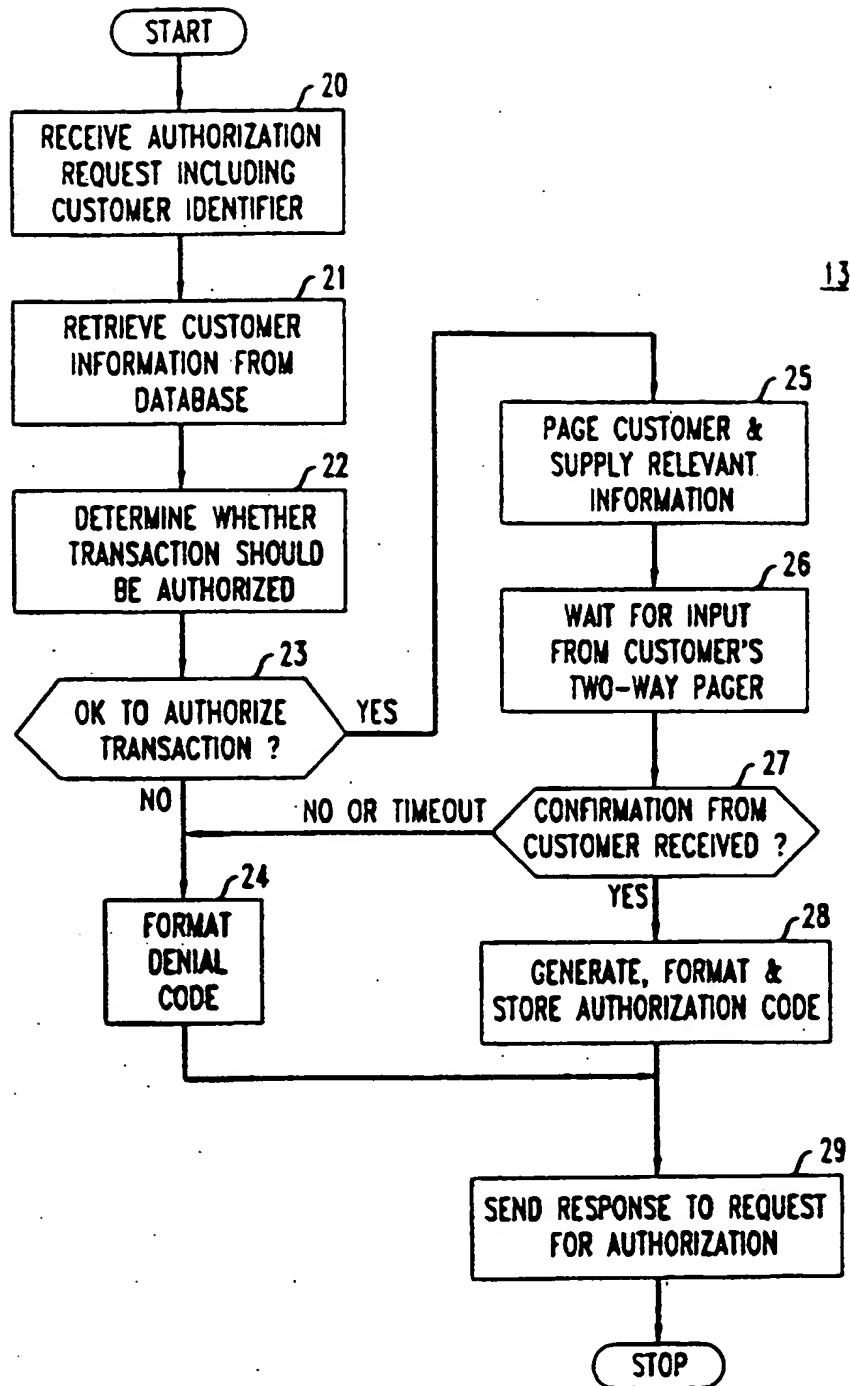 START
20
RECEIVE AUTHORIZATION
REQUEST INCLUDING
CUSTOMER IDENTIFIER
21
RETRIEVE CUSTOMER
INFORMATION FROM
DATABASE
22
DETERMINE WHETHER
TRANSACTION SHOULD
BE AUTHORIZED
23
OK TO AUTHORIZE
TRANSACTION ?
YES
NO
24
FORMAT
DENIAL
CODE
13
25
PAGE CUSTOMER &
SUPPLY RELEVANT
INFORMATION
26
WAIT FOR INPUT
FROM CUSTOMER'S
TWO-WAY PAGER
27
CONFIRMATION FROM
CUSTOMER RECEIVED ?
NO OR TIMEOUT
YES
28
GENERATE, FORMAT &
STORE AUTHORIZATION CODE
29
SEND RESPONSE TO REQUEST
FOR AUTHORIZATION
STOP